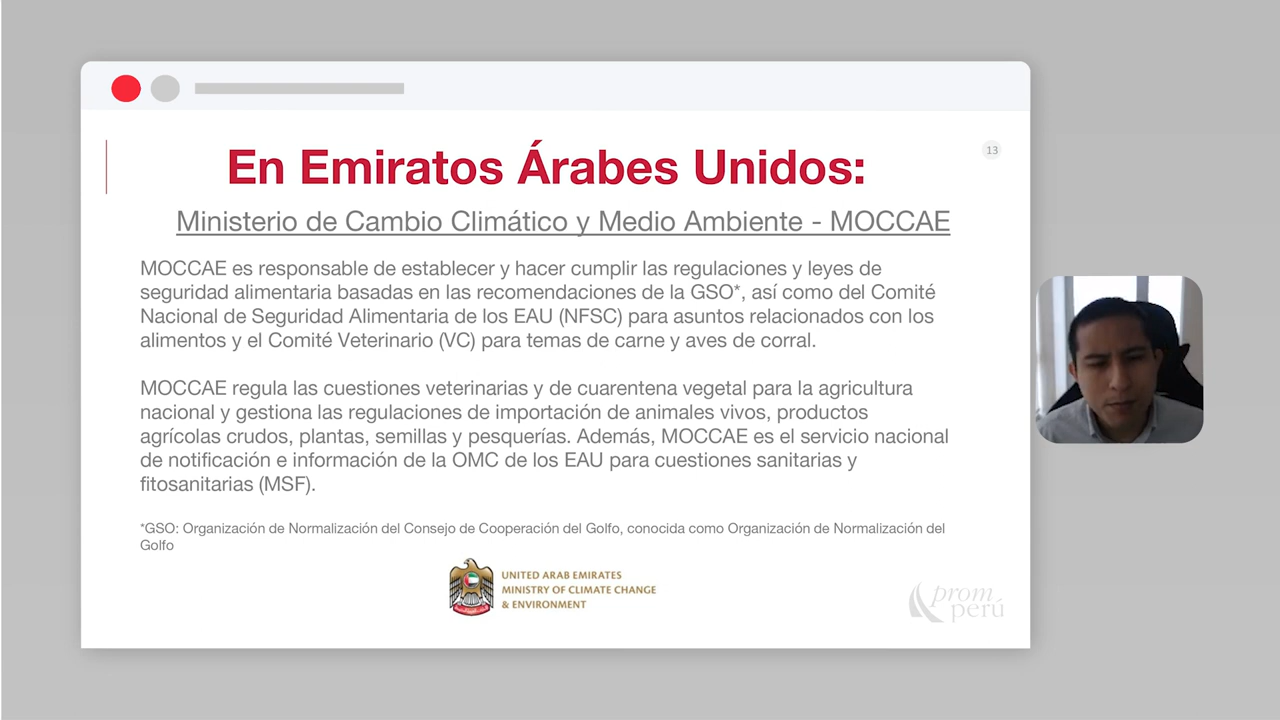 13
En Emiratos Árabes Unidos:
Ministerio de Cambio Climático y Medio Ambiente - MOCCAE
MOCCAE es responsable de establecer y hacer cumplir las regulaciones y leyes de
seguridad alimentaria basadas en las recomendaciones de la GSO*, así como del Comité
Nacional de Seguridad Alimentaria de los EAU (NFSC) para asuntos relacionados con los
alimentos y el Comité Veterinario (VC) para temas de carne y aves de corral.
MOCCAE regula las cuestiones veterinarias y de cuarentena vegetal para la agricultura
nacional y gestiona las regulaciones de importación de animales vivos, productos
agrícolas crudos, plantas, semillas y pesquerías. Además, MOCCAE es el servicio nacional
de notificación e información de la OMC de los EAU para cuestiones sanitarias y
fitosanitarias (MSF).
*GSO: Organización de Normalización del Consejo de Cooperación del Golfo, conocida como Organización de Normalización del
Golfo
UNITED ARAB EMIRATES
MINISTRY OF CLIMATE CHANGE
& ENVIRONMENT
prom
perú